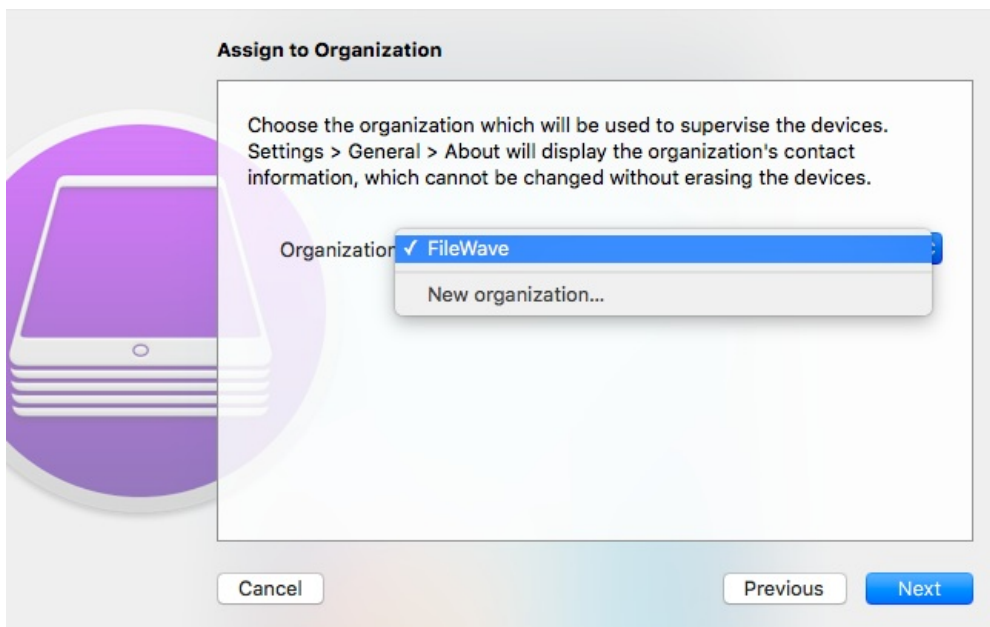 Assign to Organization
Choose the organization which will be used to supervise the devices.
Settings > General > About will display the organization's contact
information, which cannot be changed without erasing the devices.
Organization ✓ FileWave
New organization...
Cancel Previous Next